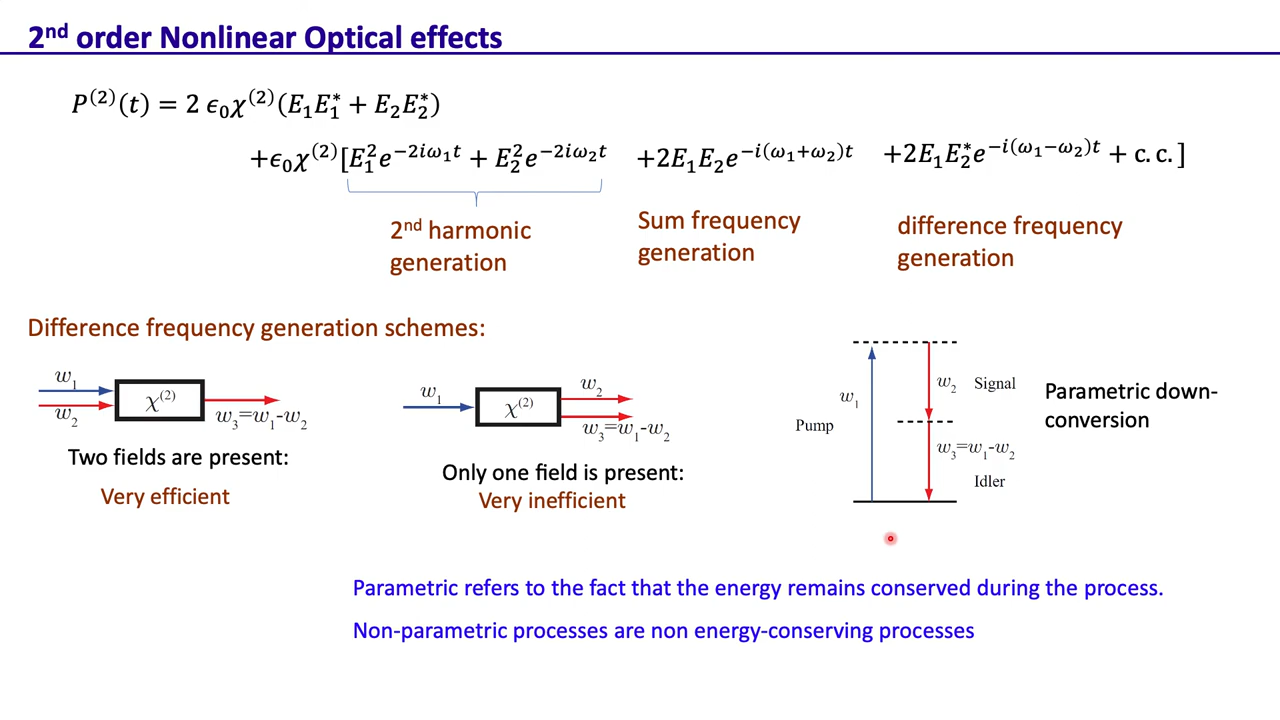 2nd order Nonlinear Optical effects
P^(2)(t) = 2 ϵ₀χ^(2)(E₁E₁* + E₂E₂*)
+ϵ₀χ^(2)[E₁²e^{−2iω₁t} + E₂²e^{−2iω₂t} +2E₁E₂e^{−i(ω₁+ω₂)t} +2E₁E₂*e^{−i(ω₁−ω₂)t} + c.c.]
2nd harmonic
generation
Sum frequency
generation
difference frequency
generation
Difference frequency generation schemes:
w₁
w₂
χ^(2)
w₃=w₁-w₂
Two fields are present:
Very efficient
w₁
χ^(2)
w₂
w₃=w₁-w₂
Only one field is present:
Very inefficient
w₁
Pump
w₂ Signal
w₃=w₁-w₂
Idler
Parametric down-
conversion
Parametric refers to the fact that the energy remains conserved during the process.
Non-parametric processes are non energy-conserving processes